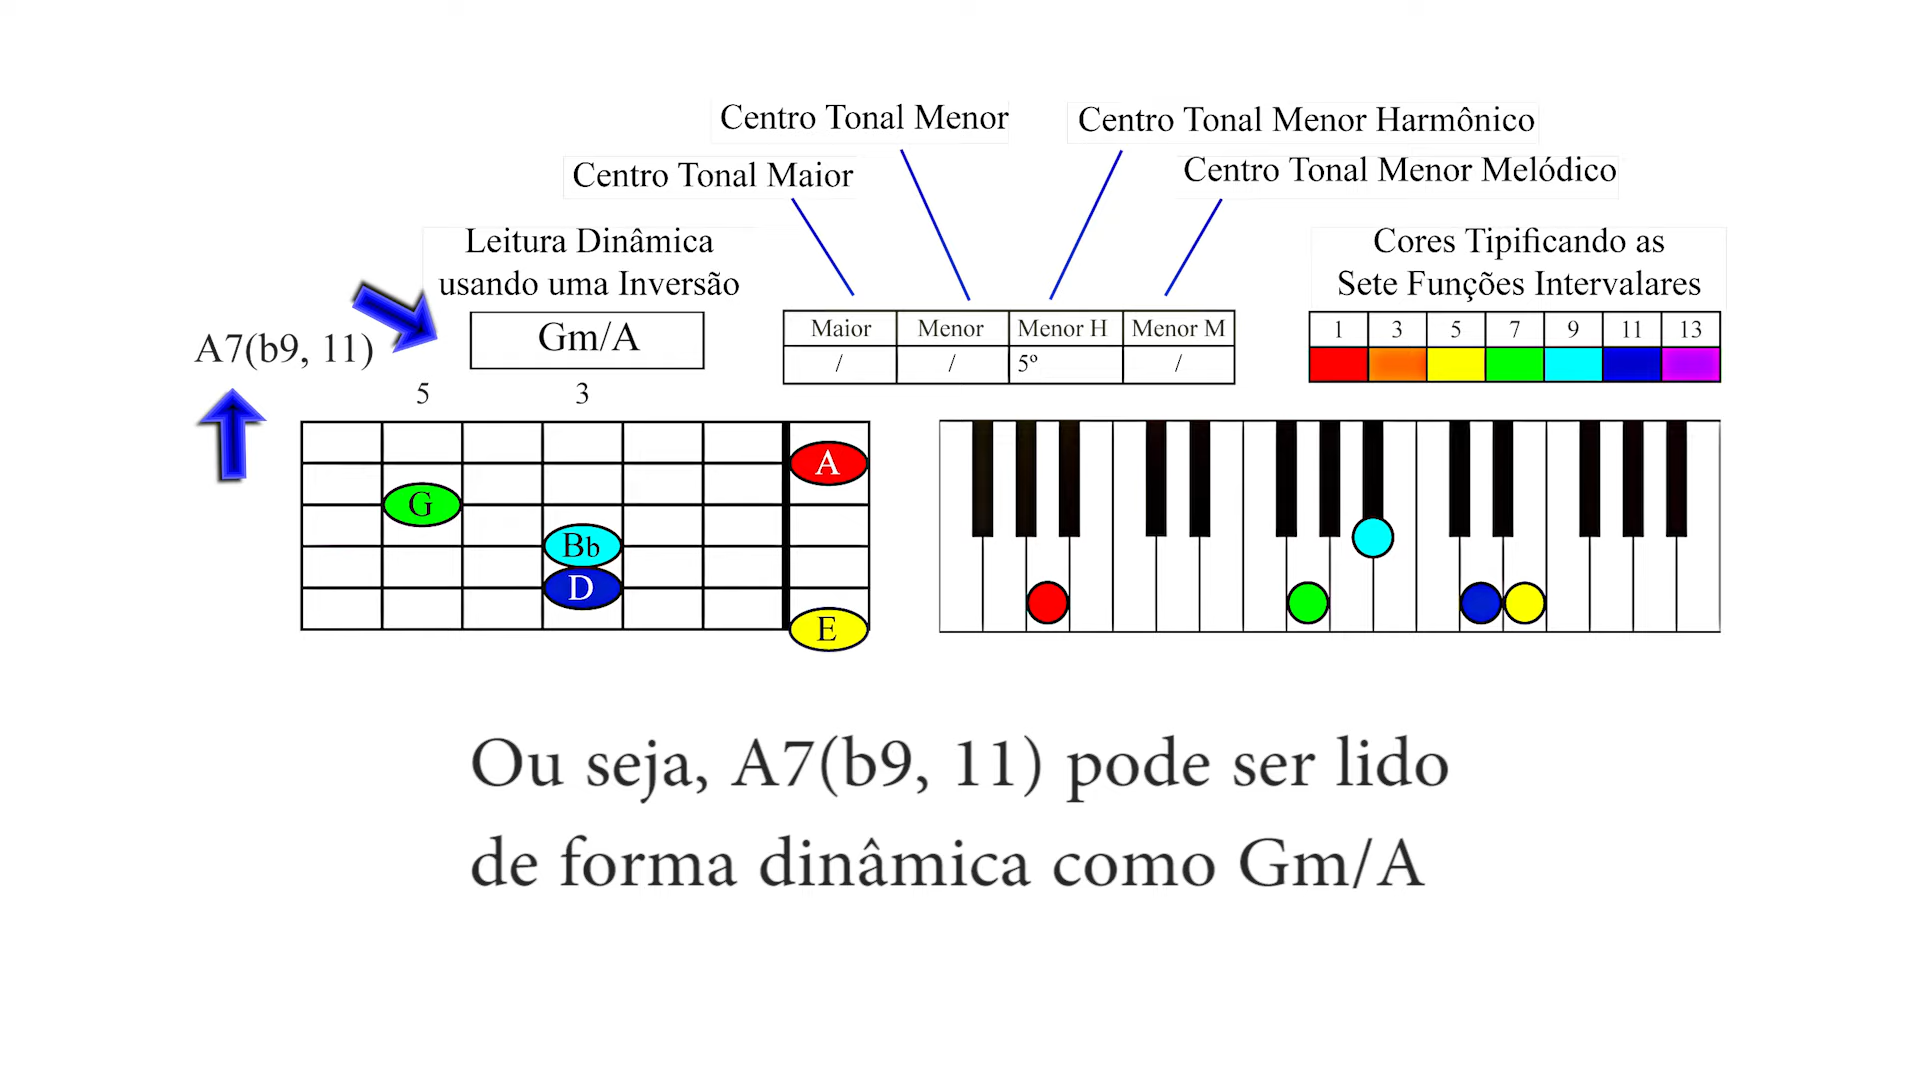 Centro Tonal Menor
Centro Tonal Menor Harmônico
Centro Tonal Maior
Centro Tonal Menor Melódico
Leitura Dinâmica
usando uma Inversão
Cores Tipificando as
Sete Funções Intervalares
A7(b9, 11)
Gm/A
Maior Menor Menor H Menor M
/ / 5º /
1 3 5 7 9 11 13
5 3
A
G
Bb
D
E
Ou seja, A7(b9, 11) pode ser lido
de forma dinâmica como Gm/A